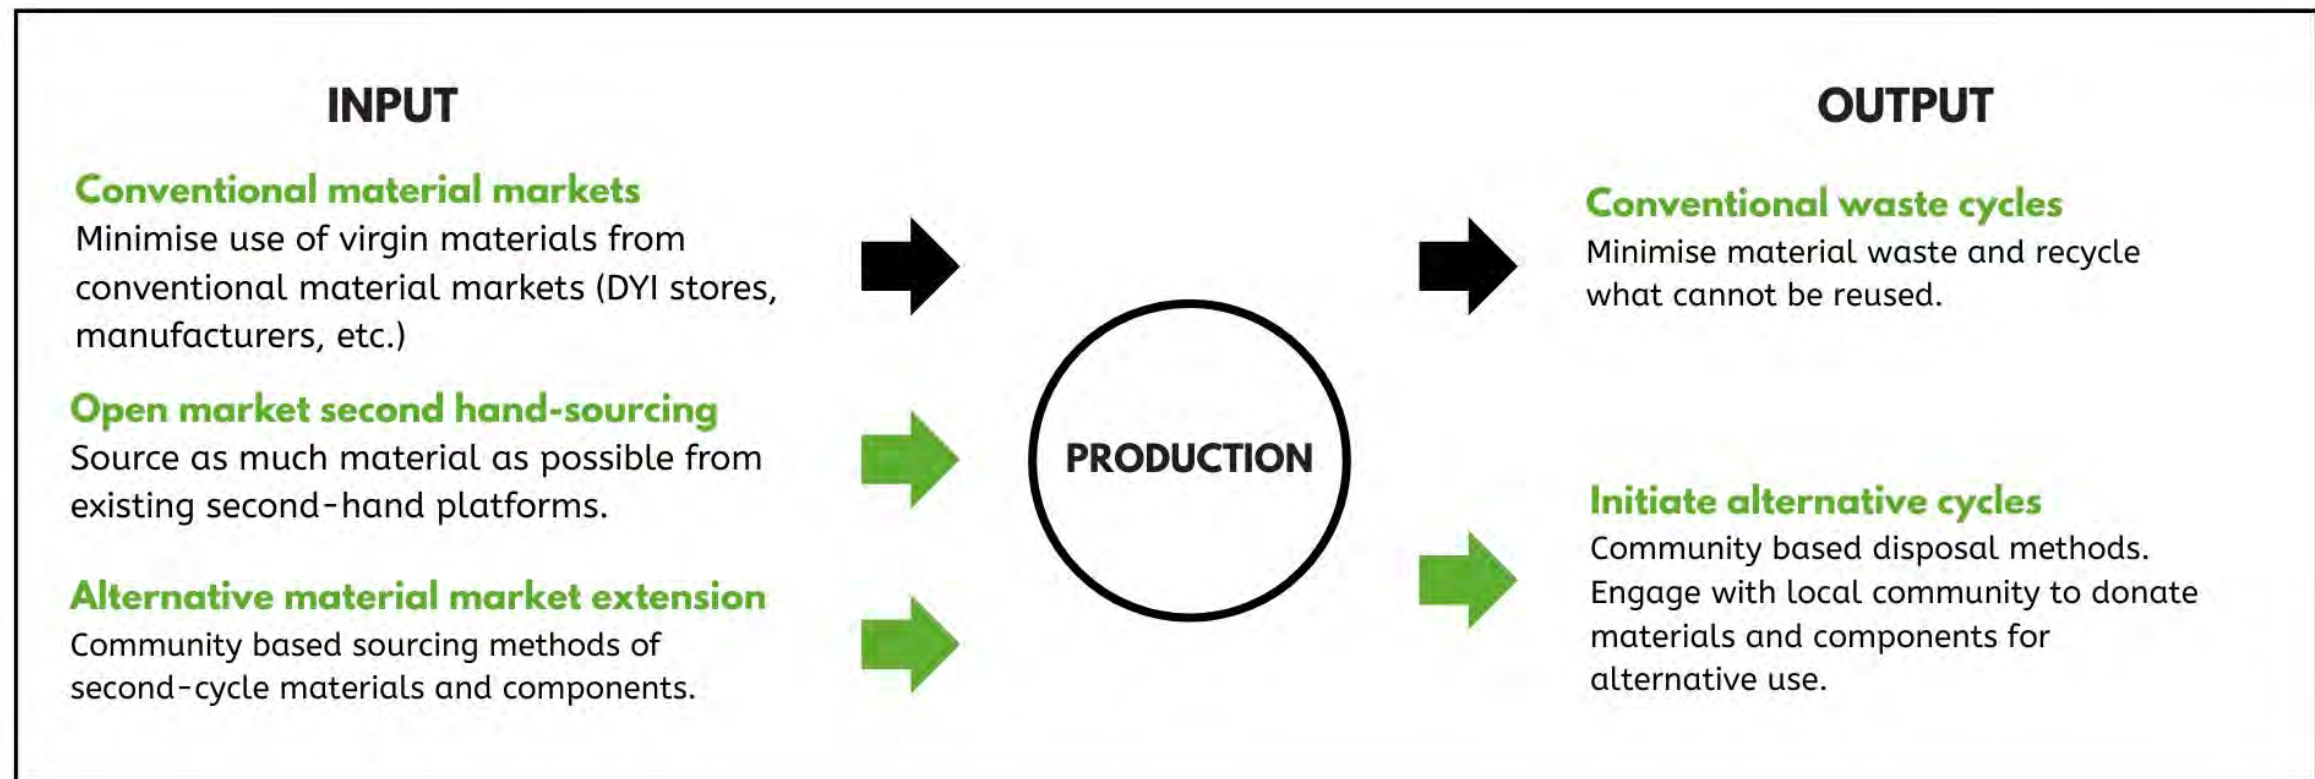 INPUT
Conventional material markets
Minimise use of virgin materials from
conventional material markets (DYI stores,
manufacturers, etc.)
Open market second hand-sourcing
Source as much material as possible from
existing second-hand platforms.
Alternative material market extension
Community based sourcing methods of
second-cycle materials and components.
PRODUCTION
OUTPUT
Conventional waste cycles
Minimise material waste and recycle
what cannot be reused.
Initiate alternative cycles
Community based disposal methods.
Engage with local community to donate
materials and components for
alternative use.